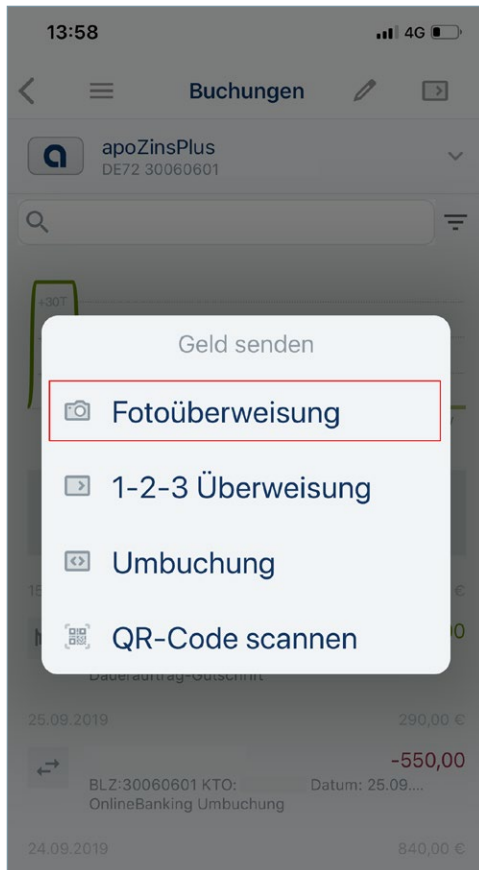 13:58
4G
Buchungen
apoZinsPlus
DE72 30060601
+30T
Geld senden
Fotoüberweisung
1-2-3 Überweisung
Umbuchung
QR-Code scannen
Dauerauftrag-Gutschrift
25.09.2019 290,00 €
-550,00
BLZ:30060601 KTO: Datum: 25.09....
OnlineBanking Umbuchung
24.09.2019 840,00 €